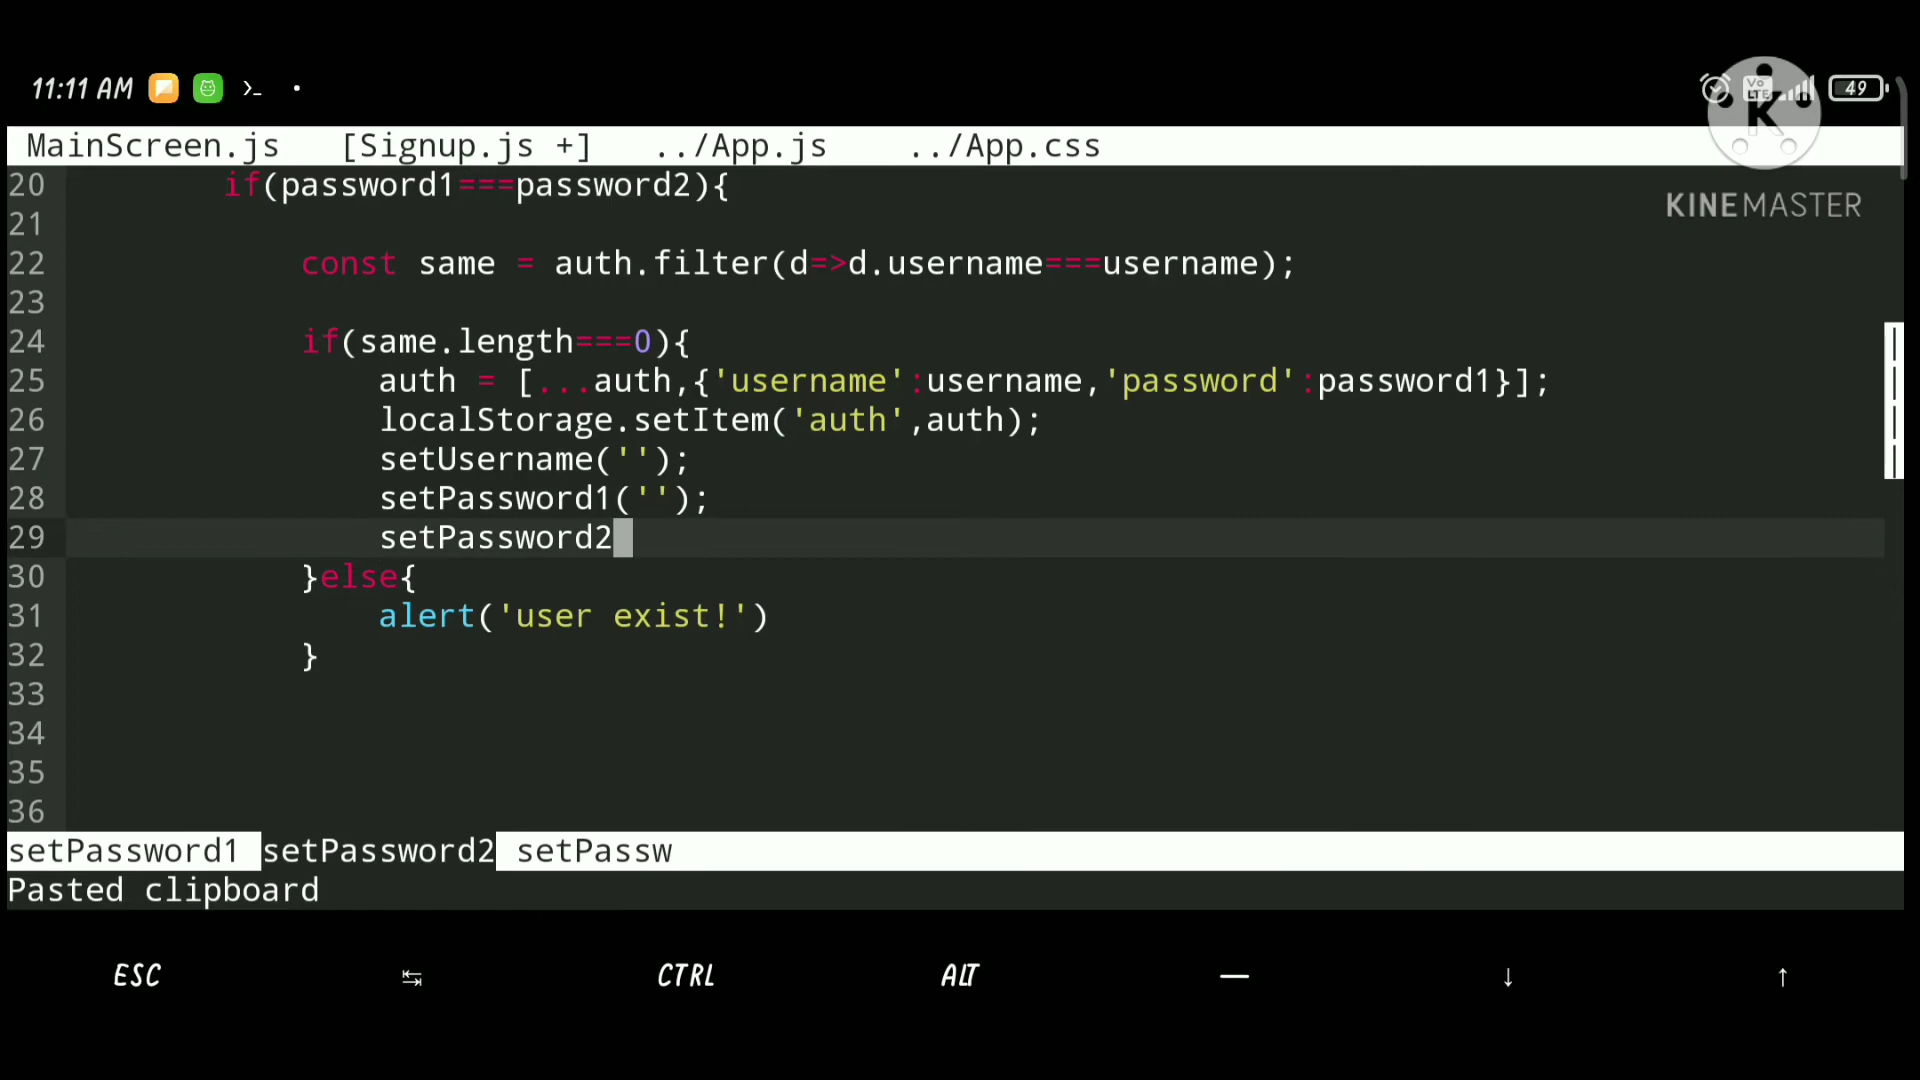 11:11 AM >_ • Vo LTE 49
K
KINEMASTER
MainScreen.js [Signup.js +] ../App.js ../App.css
20 if(password1===password2){
21
22 const same = auth.filter(d=>d.username===username);
23
24 if(same.length===0){
25 auth = [...auth,{'username':username,'password':password1}];
26 localStorage.setItem('auth',auth);
27 setUsername('');
28 setPassword1('');
29 setPassword2
30 }else{
31 alert('user exist!')
32 }
33
34
35
36
setPassword1 setPassword2 setPassw
Pasted clipboard
ESC ↹ CTRL ALT — ↓ ↑